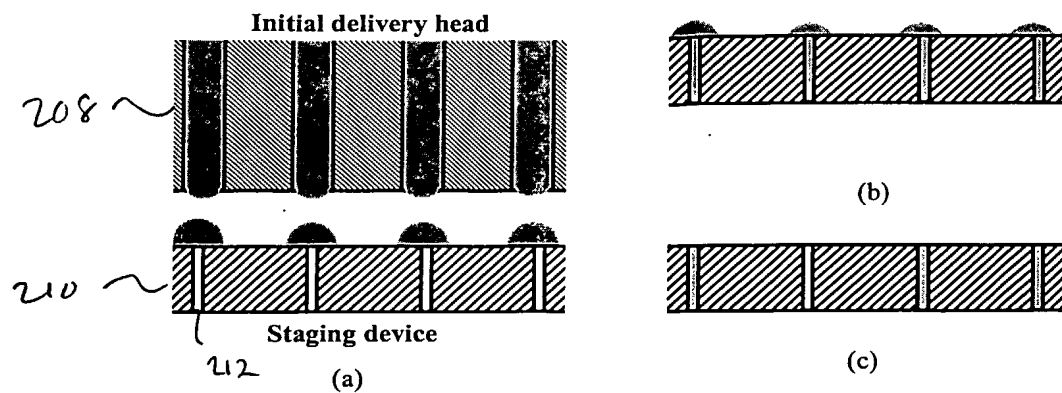 Initial delivery head
208
210
Staging device
212
(a)
(b)
(c)